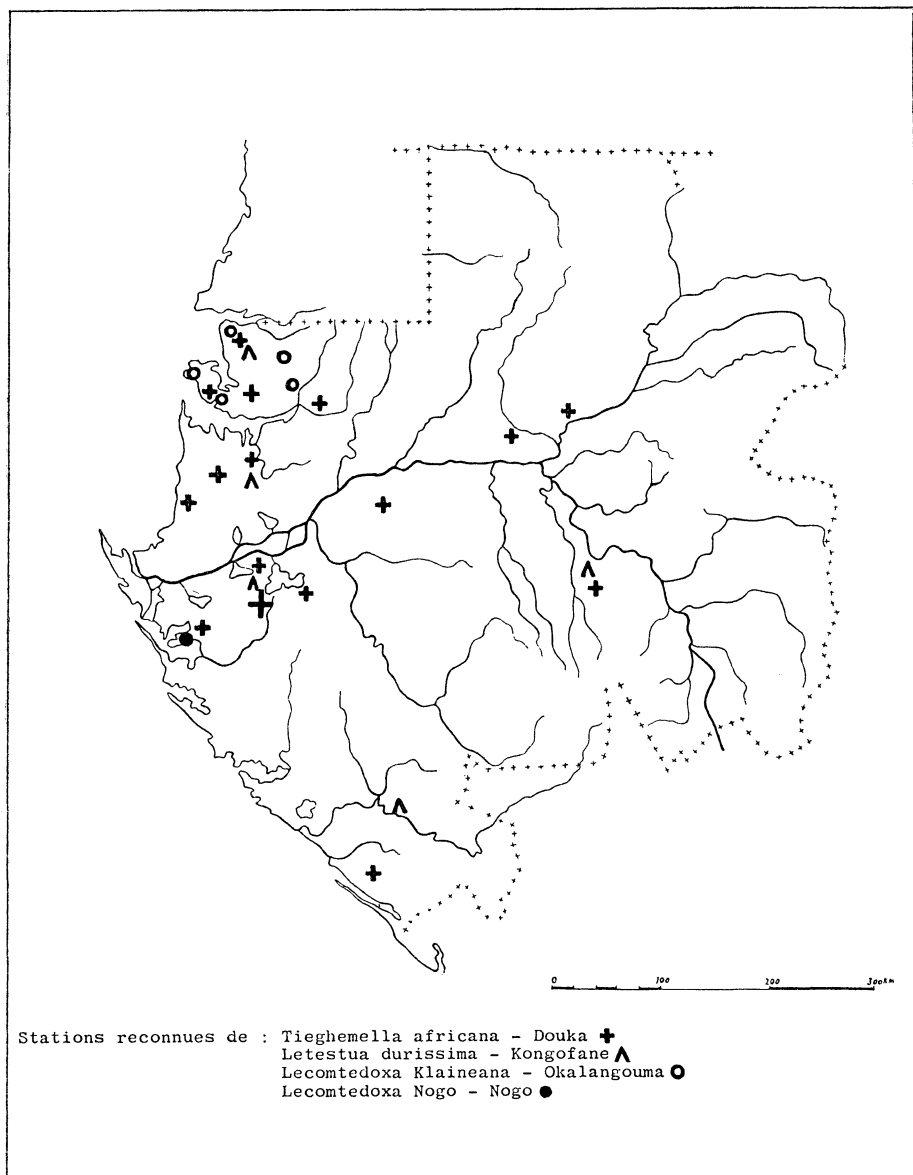 0 100 200 300km
Stations reconnues de : Tieghemella africana - Douka
Letestua durissima - Kongofane
Lecomtedoxa Klaineana - Okalangouma
Lecomtedoxa Nogo - Nogo